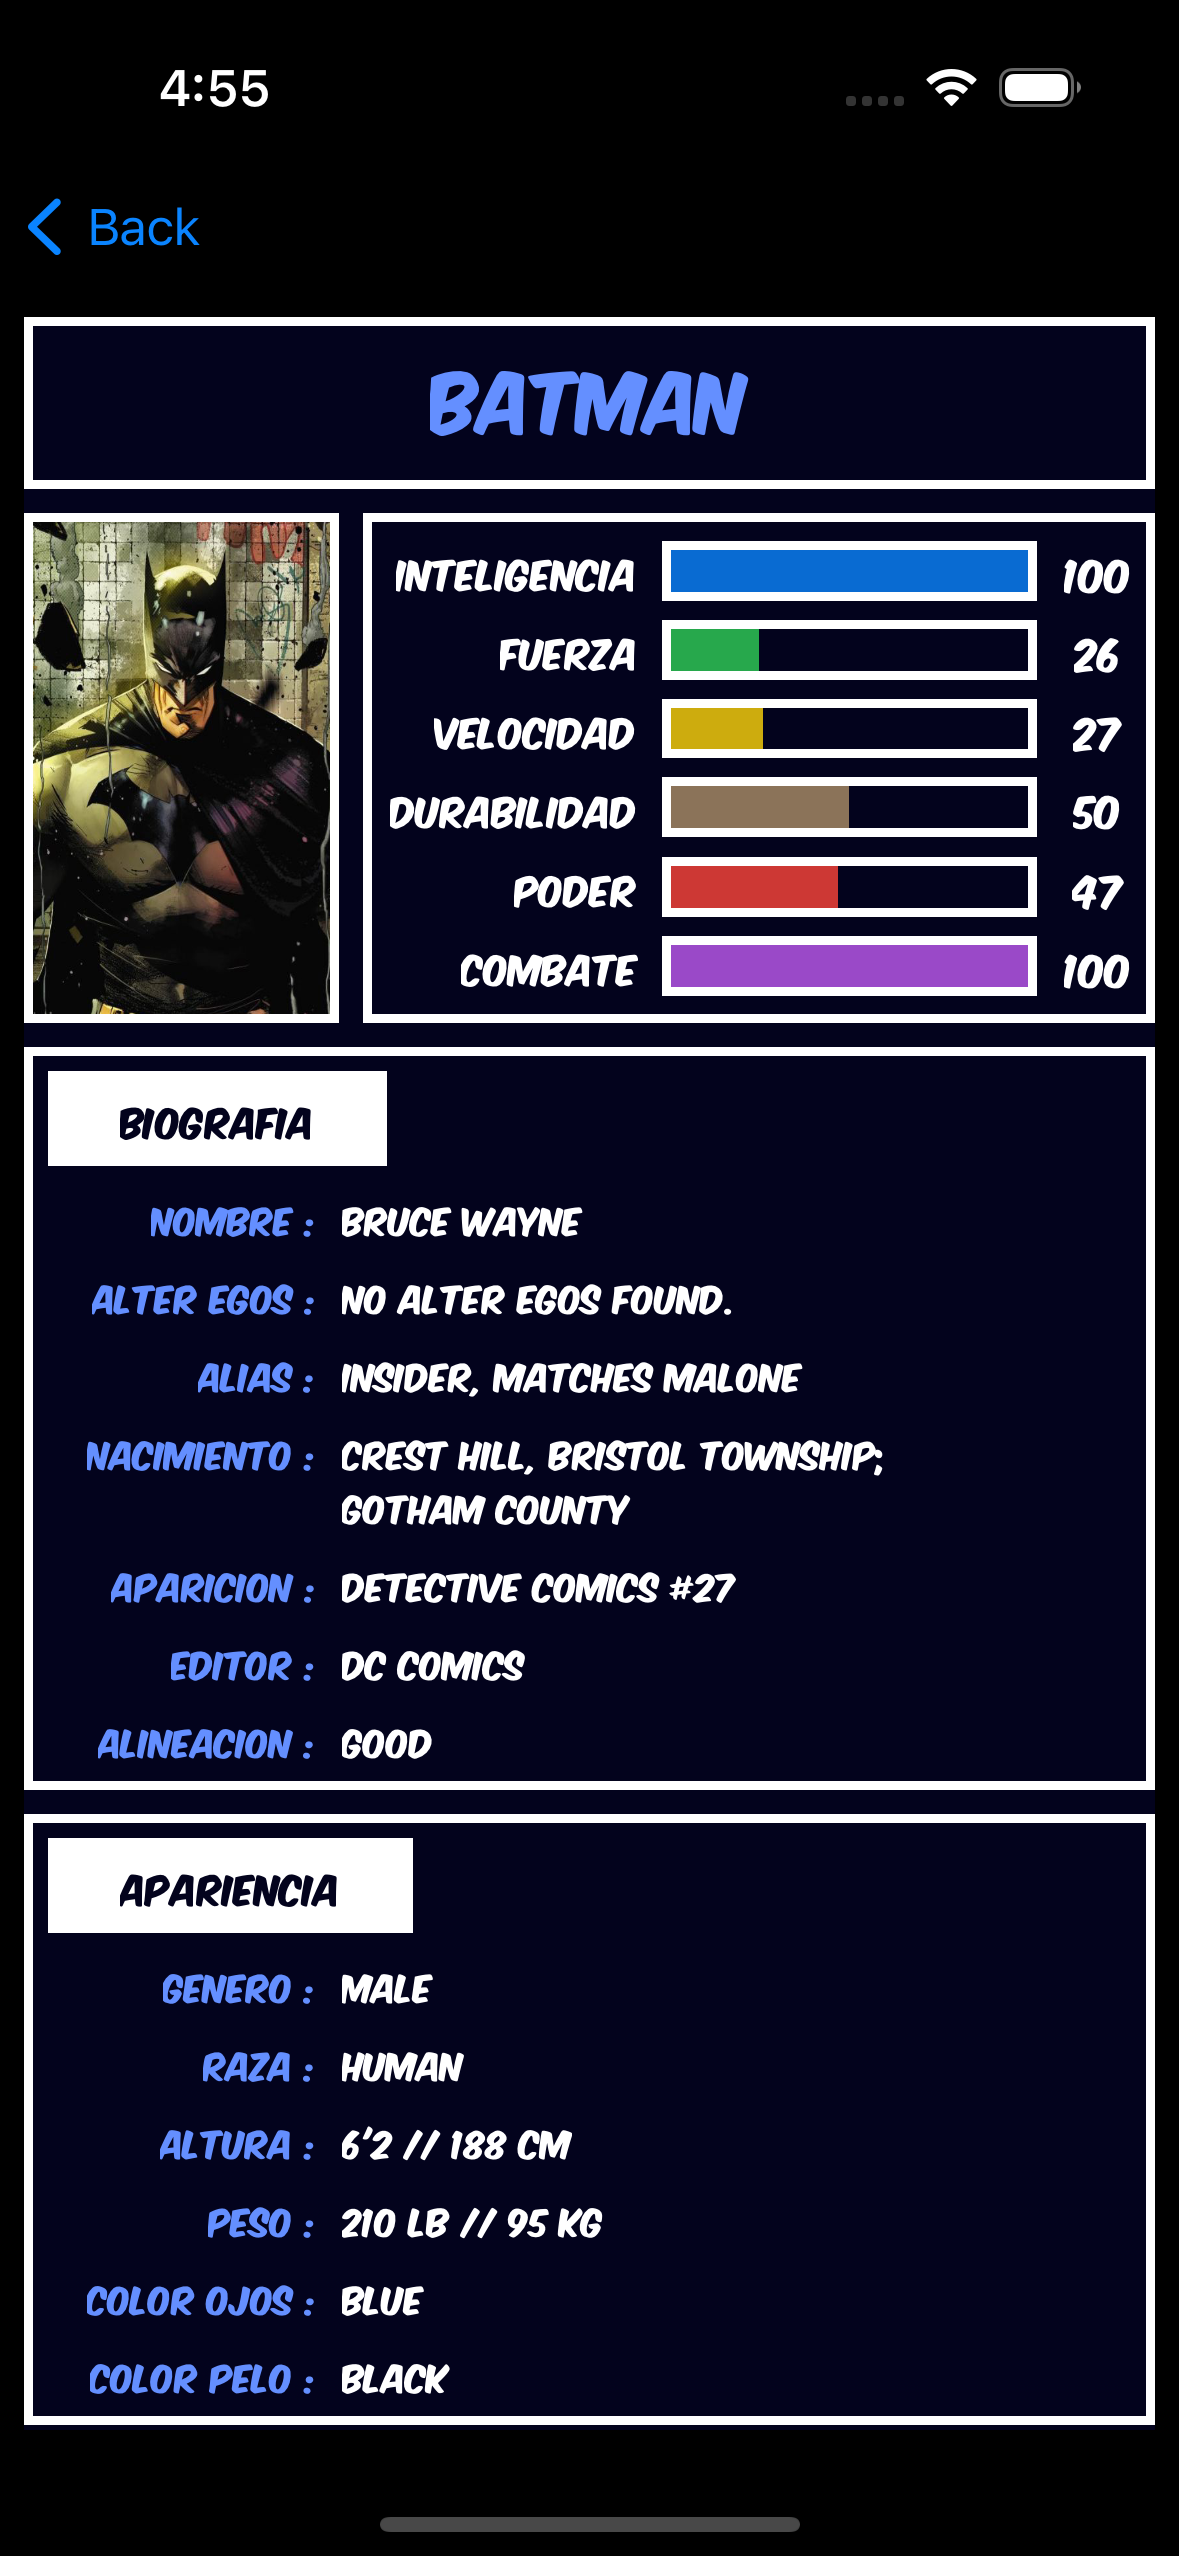 4:55
Back
BATMAN
INTELIGENCIA 100
FUERZA 26
VELOCIDAD 27
DURABILIDAD 50
PODER 47
COMBATE 100
BIOGRAFIA
NOMBRE : BRUCE WAYNE
ALTER EGOS : NO ALTER EGOS FOUND.
ALIAS : INSIDER, MATCHES MALONE
NACIMIENTO : CREST HILL, BRISTOL TOWNSHIP;
GOTHAM COUNTY
APARICION : DETECTIVE COMICS #27
EDITOR : DC COMICS
ALINEACION : GOOD
APARIENCIA
GENERO : MALE
RAZA : HUMAN
ALTURA : 6'2 // 188 CM
PESO : 210 LB // 95 KG
COLOR OJOS : BLUE
COLOR PELO : BLACK